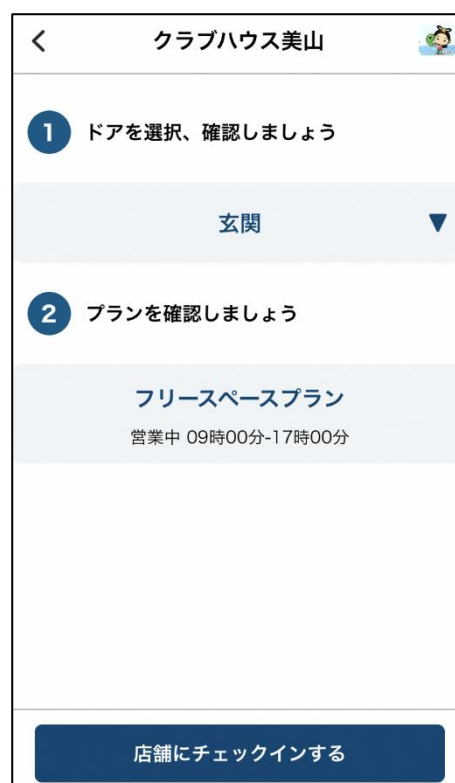 クラブハウス美山
1 ドアを選択、確認しましょう
玄関
2 プランを確認しましょう
フリースペースプラン
営業中 09時00分-17時00分
店舗にチェックインする